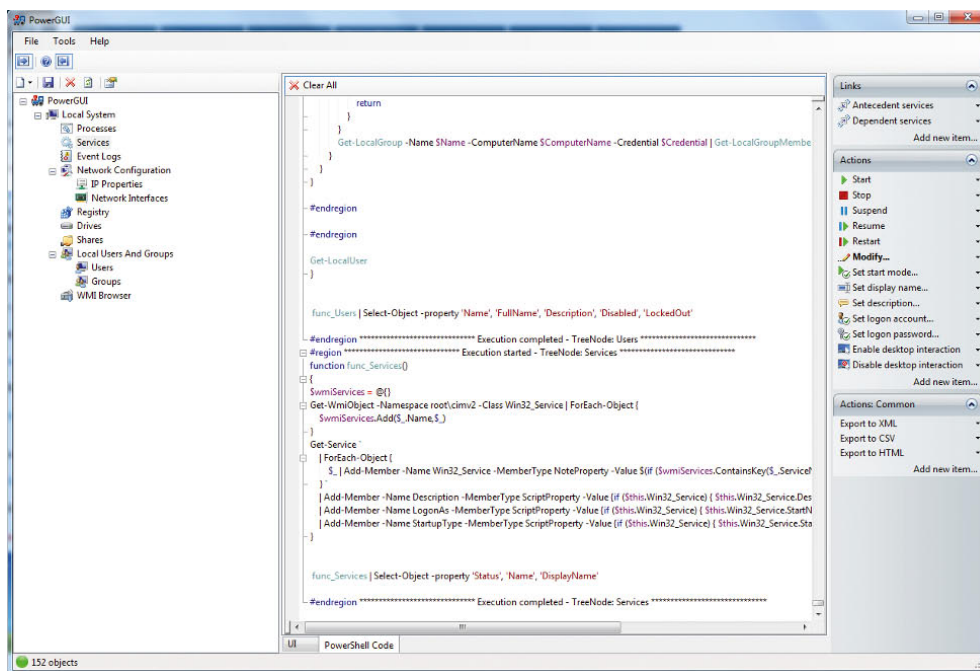 PowerGUI
File Tools Help
PowerGUI
Local System
Processes
Services
Event Logs
Network Configuration
IP Properties
Network Interfaces
Registry
Drives
Shares
Local Users And Groups
Users
Groups
WMI Browser
Clear All
return
}
}
Get-LocalGroup -Name $Name -ComputerName $ComputerName -Credential $Credential | Get-LocalGroupMembe
}
}
}
#endregion
#endregion
Get-LocalUser
}
func_Users | Select-Object -property 'Name', 'FullName', 'Description', 'Disabled', 'LockedOut'
#endregion ****************************** Execution completed - TreeNode: Users ******************************
#region ****************************** Execution started - TreeNode: Services ******************************
function func_Services()
{
$wmiServices = @{}
Get-WmiObject -Namespace root\cimv2 -Class Win32_Service | ForEach-Object {
$wmiServices.Add($_.Name,$_)
}
Get-Service `
| ForEach-Object {
$_ | Add-Member -Name Win32_Service -MemberType NoteProperty -Value $(if ($wmiServices.ContainsKey($_.ServiceN
} `
| Add-Member -Name Description -MemberType ScriptProperty -Value {if ($this.Win32_Service) { $this.Win32_Service.Des
| Add-Member -Name LogonAs -MemberType ScriptProperty -Value {if ($this.Win32_Service) { $this.Win32_Service.StartN
| Add-Member -Name StartupType -MemberType ScriptProperty -Value {if ($this.Win32_Service) { $this.Win32_Service.Sta
}
func_Services | Select-Object -property 'Status', 'Name', 'DisplayName'
#endregion ****************************** Execution completed - TreeNode: Services ******************************
UI PowerShell Code
Links
Antecedent services
Dependent services
Add new item...
Actions
Start
Stop
Suspend
Resume
Restart
Modify...
Set start mode...
Set display name...
Set description...
Set logon account...
Set logon password...
Enable desktop interaction
Disable desktop interaction
Add new item...
Actions: Common
Export to XML
Export to CSV
Export to HTML
Add new item...
152 objects